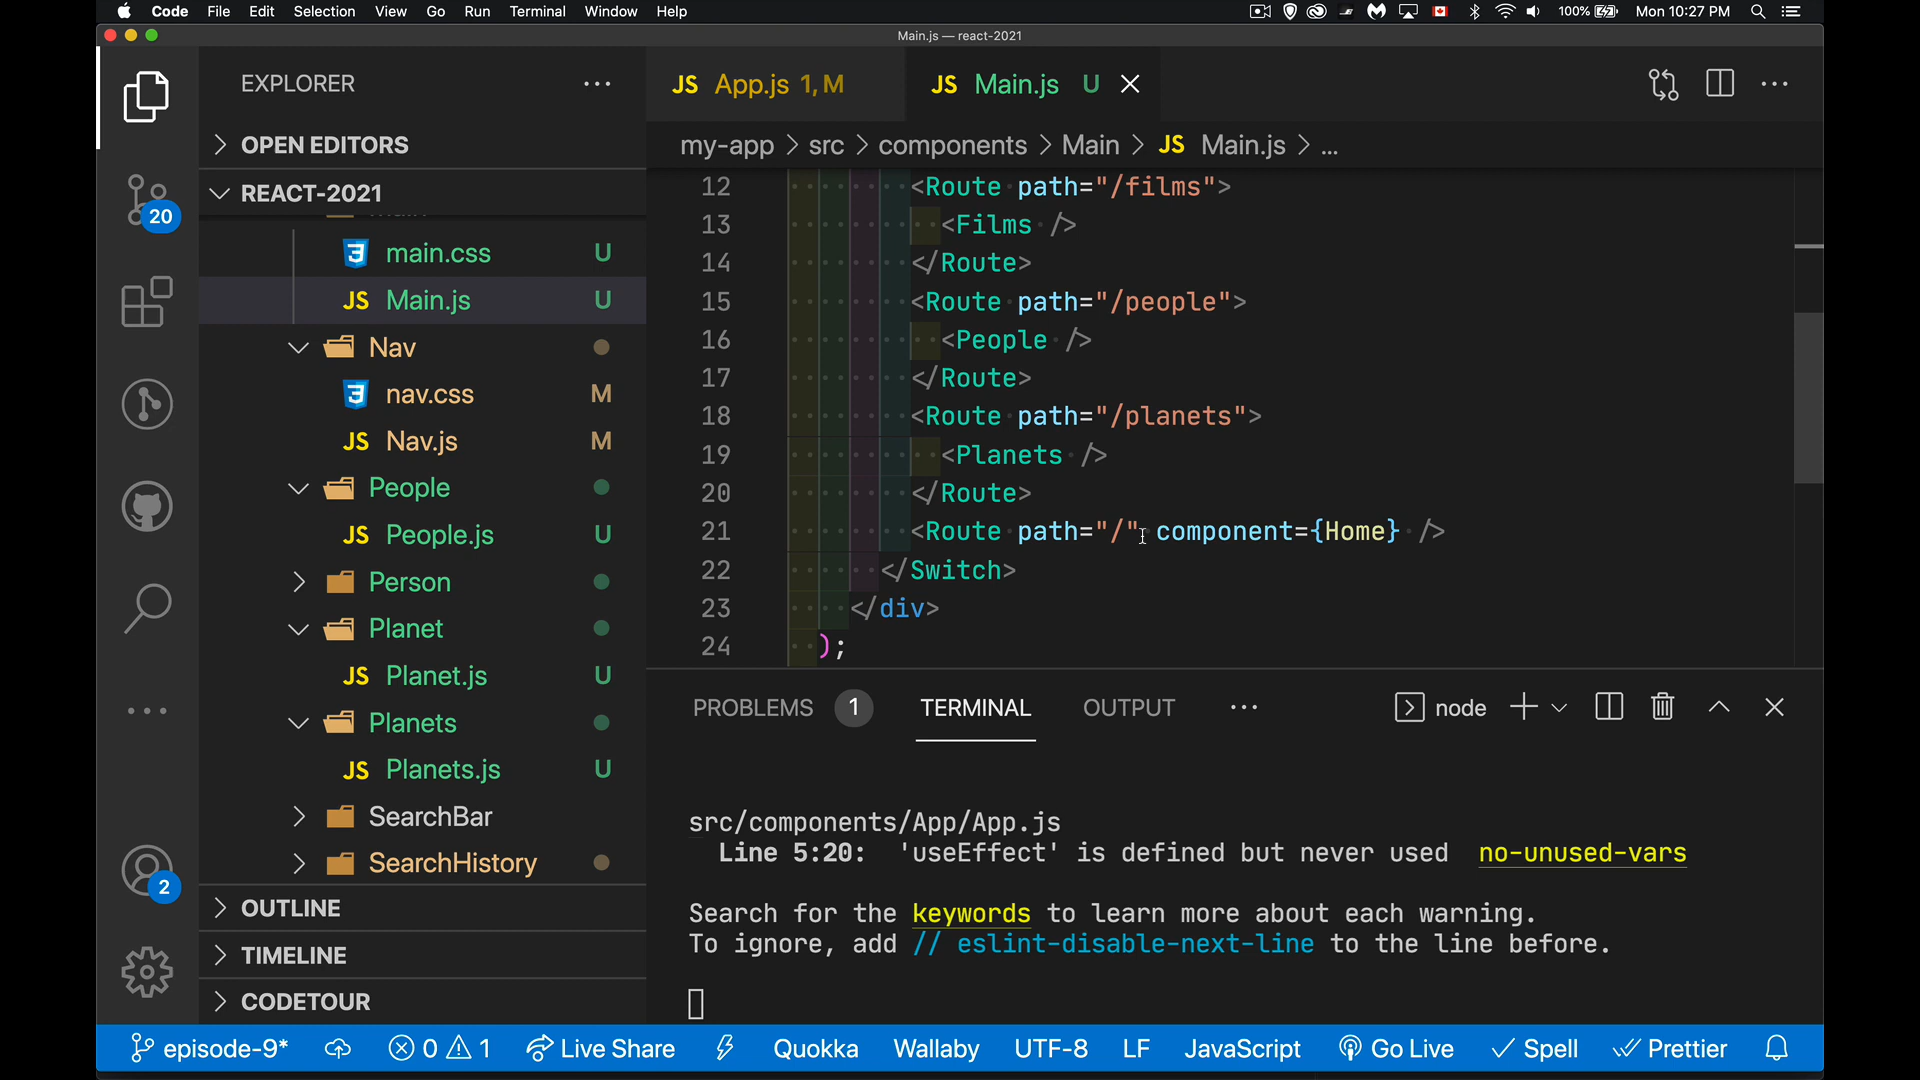 Code File Edit Selection View Go Run Terminal Window Help 100% Mon 10:27 PM
Main.js — react-2021
EXPLORER
OPEN EDITORS
REACT-2021
main.css U
JS Main.js U
Nav
nav.css M
JS Nav.js M
People
JS People.js U
Person
Planet
JS Planet.js U
Planets
JS Planets.js U
SearchBar
SearchHistory
OUTLINE
TIMELINE
CODETOUR
20
2
JS App.js 1, M JS Main.js U
my-app > src > components > Main > JS Main.js > ...
12 <Route path="/films">
13 <Films />
14 </Route>
15 <Route path="/people">
16 <People />
17 </Route>
18 <Route path="/planets">
19 <Planets />
20 </Route>
21 <Route path="/" component={Home} />
22 </Switch>
23 </div>
24 );
PROBLEMS 1 TERMINAL OUTPUT ... node
src/components/App/App.js
Line 5:20: 'useEffect' is defined but never used no-unused-vars
Search for the keywords to learn more about each warning.
To ignore, add // eslint-disable-next-line to the line before.
episode-9* 0 1 Live Share Quokka Wallaby UTF-8 LF JavaScript Go Live Spell Prettier